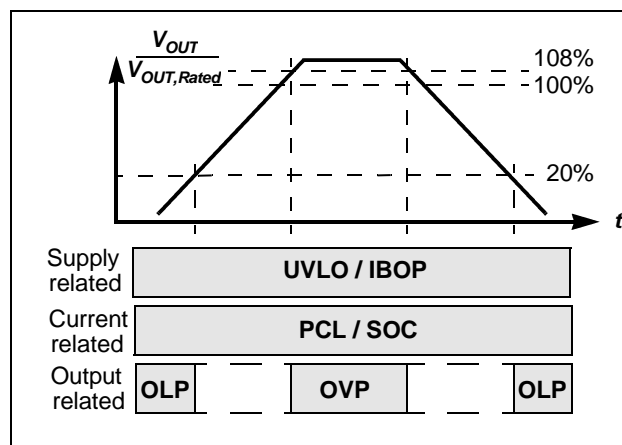 V_OUT
V_OUT,Rated
108%
100%
20%
t
Supply
related
UVLO / IBOP
Current
related
PCL / SOC
Output
related
OLP
OVP
OLP